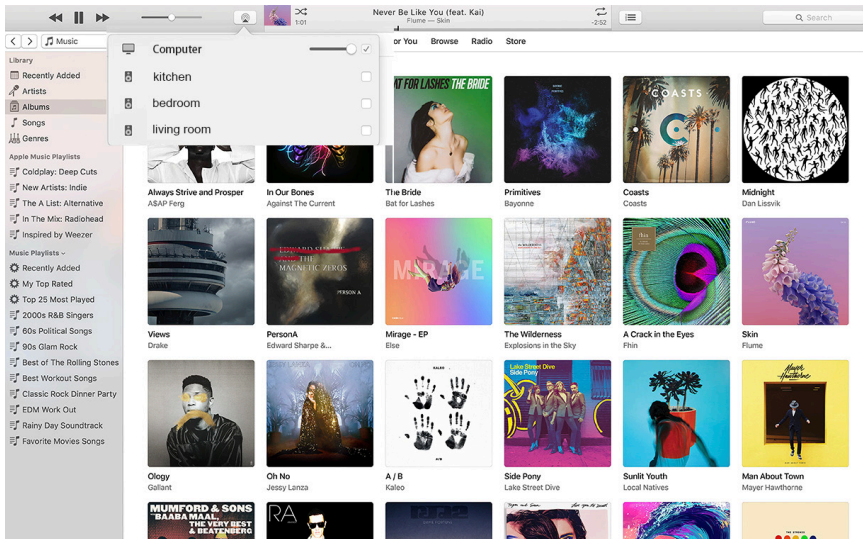 Never Be Like You (feat. Kai)
Flume — Skin
1:01
-2:52
Search
Music
or You Browse Radio Store
Computer
kitchen
bedroom
living room
Library
Recently Added
Artists
Albums
Songs
Genres
Apple Music Playlists
Coldplay: Deep Cuts
New Artists: Indie
The A List: Alternative
In The Mix: Radiohead
Inspired by Weezer
Music Playlists
Recently Added
My Top Rated
Top 25 Most Played
2000s R&B Singers
60s Political Songs
90s Glam Rock
Best of The Rolling Stones
Best Workout Songs
Classic Rock Dinner Party
EDM Work Out
Rainy Day Soundtrack
Favorite Movies Songs
AT FOR LASHES THE BRIDE
COASTS
C
Always Strive and Prosper
A$AP Ferg
In Our Bones
Against The Current
The Bride
Bat for Lashes
Primitives
Bayonne
Coasts
Coasts
Midnight
Dan Lissvik
EDWARD SHARPE
AND THE
MAGNETIC ZEROS
PERSON A
MIRAGE
fhin
Views
Drake
PersonA
Edward Sharpe &...
Mirage - EP
Else
The Wilderness
Explosions in the Sky
A Crack in the Eyes
Fhin
Skin
Flume
KALEO
A/B
Lake Street Dive
Side Pony
Mayer
Hawthorne
Ology
Gallant
Oh No
Jessy Lanza
A / B
Kaleo
Side Pony
Lake Street Dive
Sunlit Youth
Local Natives
Man About Town
Mayer Hawthorne
MUMFORD & SONS
BAABA MAAL,
THE VERY BEST
& BEATENBERG
RA